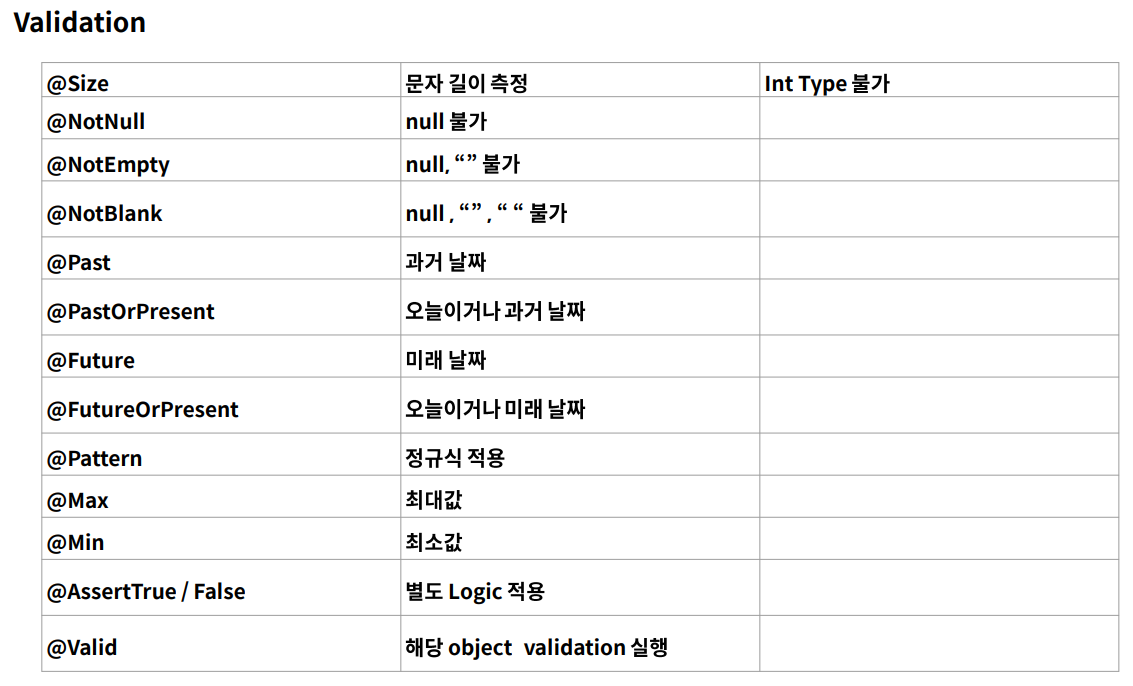 Validation
@Size 문자 길이 측정 Int Type 불가
@NotNull null 불가
@NotEmpty null, “” 불가
@NotBlank null , “” , “ “ 불가
@Past 과거 날짜
@PastOrPresent 오늘이거나 과거 날짜
@Future 미래 날짜
@FutureOrPresent 오늘이거나 미래 날짜
@Pattern 정규식 적용
@Max 최대값
@Min 최소값
@AssertTrue / False 별도 Logic 적용
@Valid 해당 object validation 실행